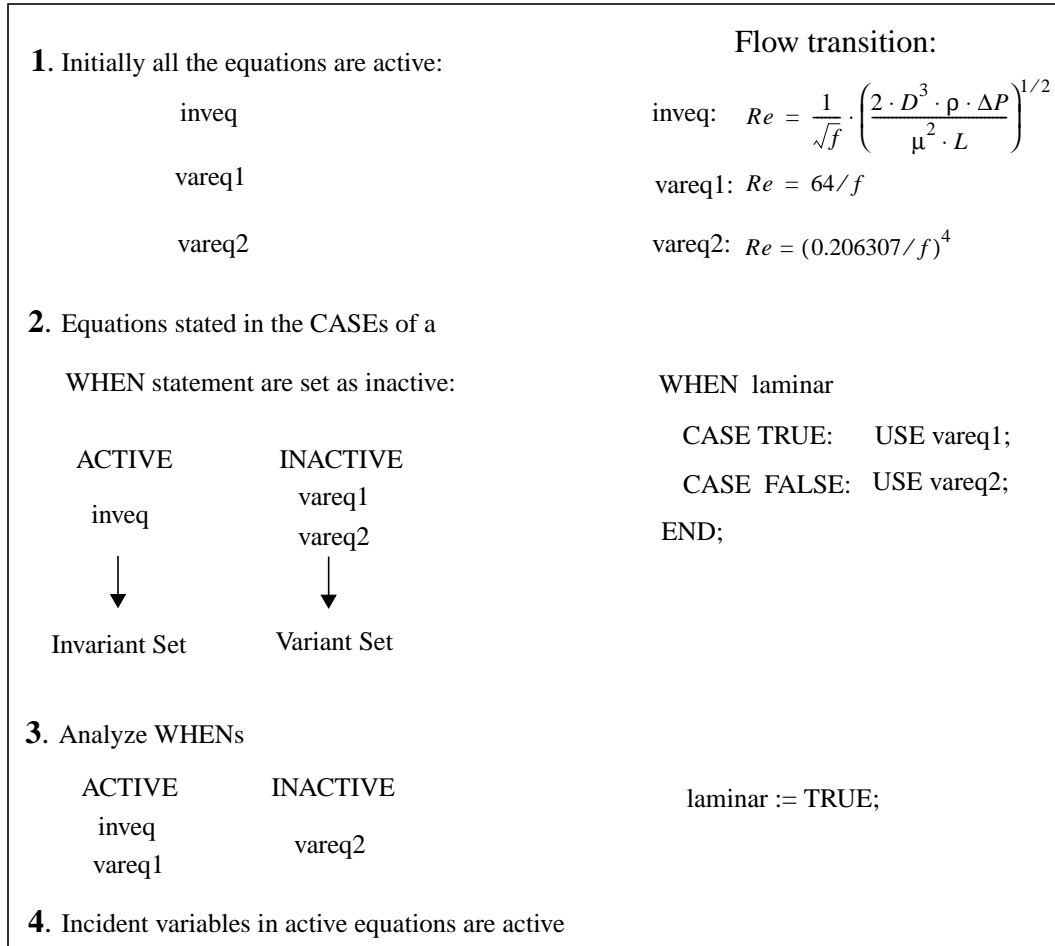 1. Initially all the equations are active:
inveq
vareq1
vareq2
Flow transition:
inveq: Re = 1/√f · ((2 · D^3 · ρ · ΔP)/(μ^2 · L))^1/2
vareq1: Re = 64/f
vareq2: Re = (0.206307/f)^4
2. Equations stated in the CASEs of a
WHEN statement are set as inactive:
ACTIVE INACTIVE
inveq
vareq1
vareq2
Invariant Set Variant Set
WHEN laminar
CASE TRUE: USE vareq1;
CASE FALSE: USE vareq2;
END;
3. Analyze WHENs
ACTIVE INACTIVE
inveq
vareq1
vareq2
laminar := TRUE;
4. Incident variables in active equations are active